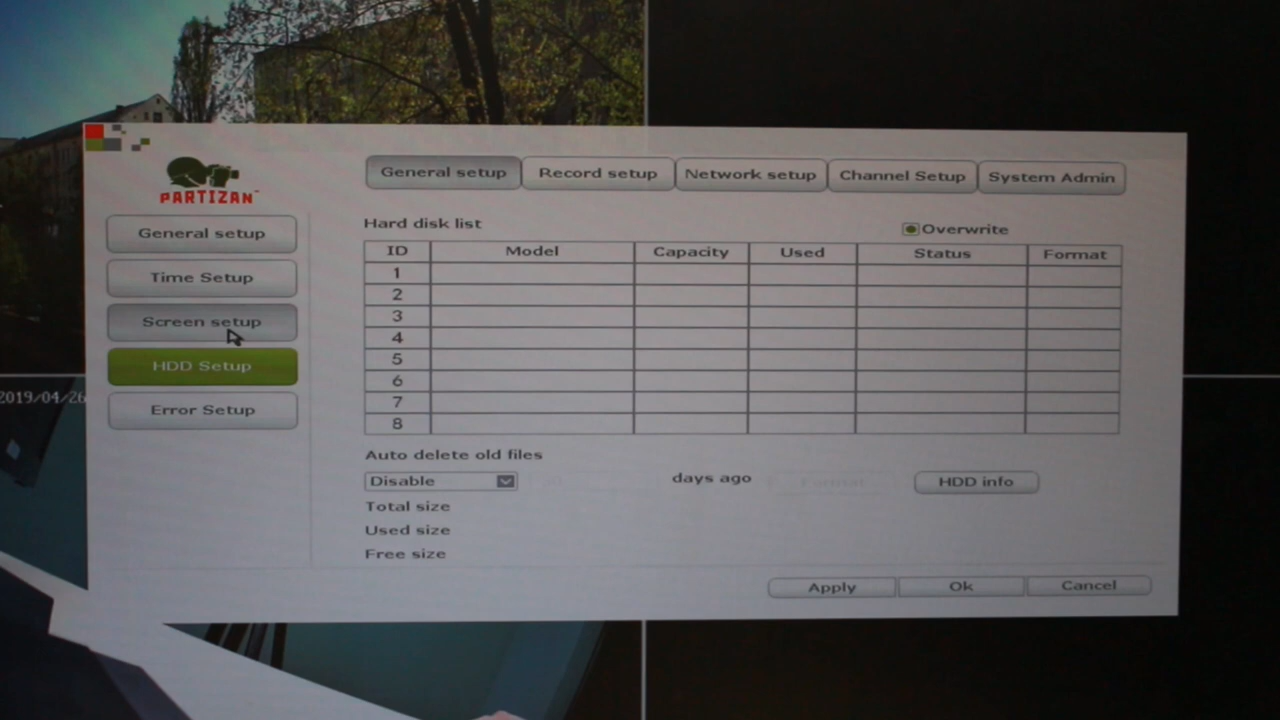 PARTIZAN
General setup
Record setup
Network setup
Channel Setup
System Admin
General setup
Time Setup
Screen setup
HDD Setup
Error Setup
Hard disk list
Overwrite
ID Model Capacity Used Status Format
1
2
3
4
5
6
7
8
Auto delete old files
Disable
days ago
Format
HDD info
Total size
Used size
Free size
Apply
Ok
Cancel
2019/04/26